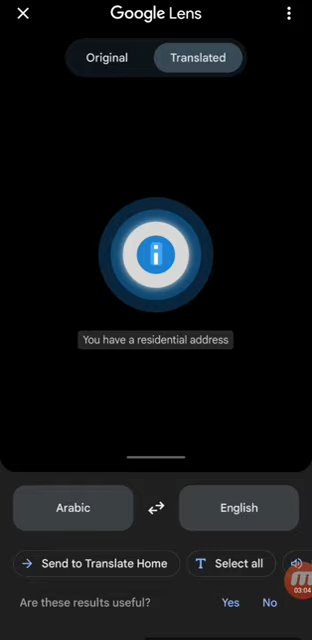 Google Lens
Original
Translated
You have a residential address
Arabic
English
Send to Translate Home
Select all
Are these results useful?
Yes
No
03:04